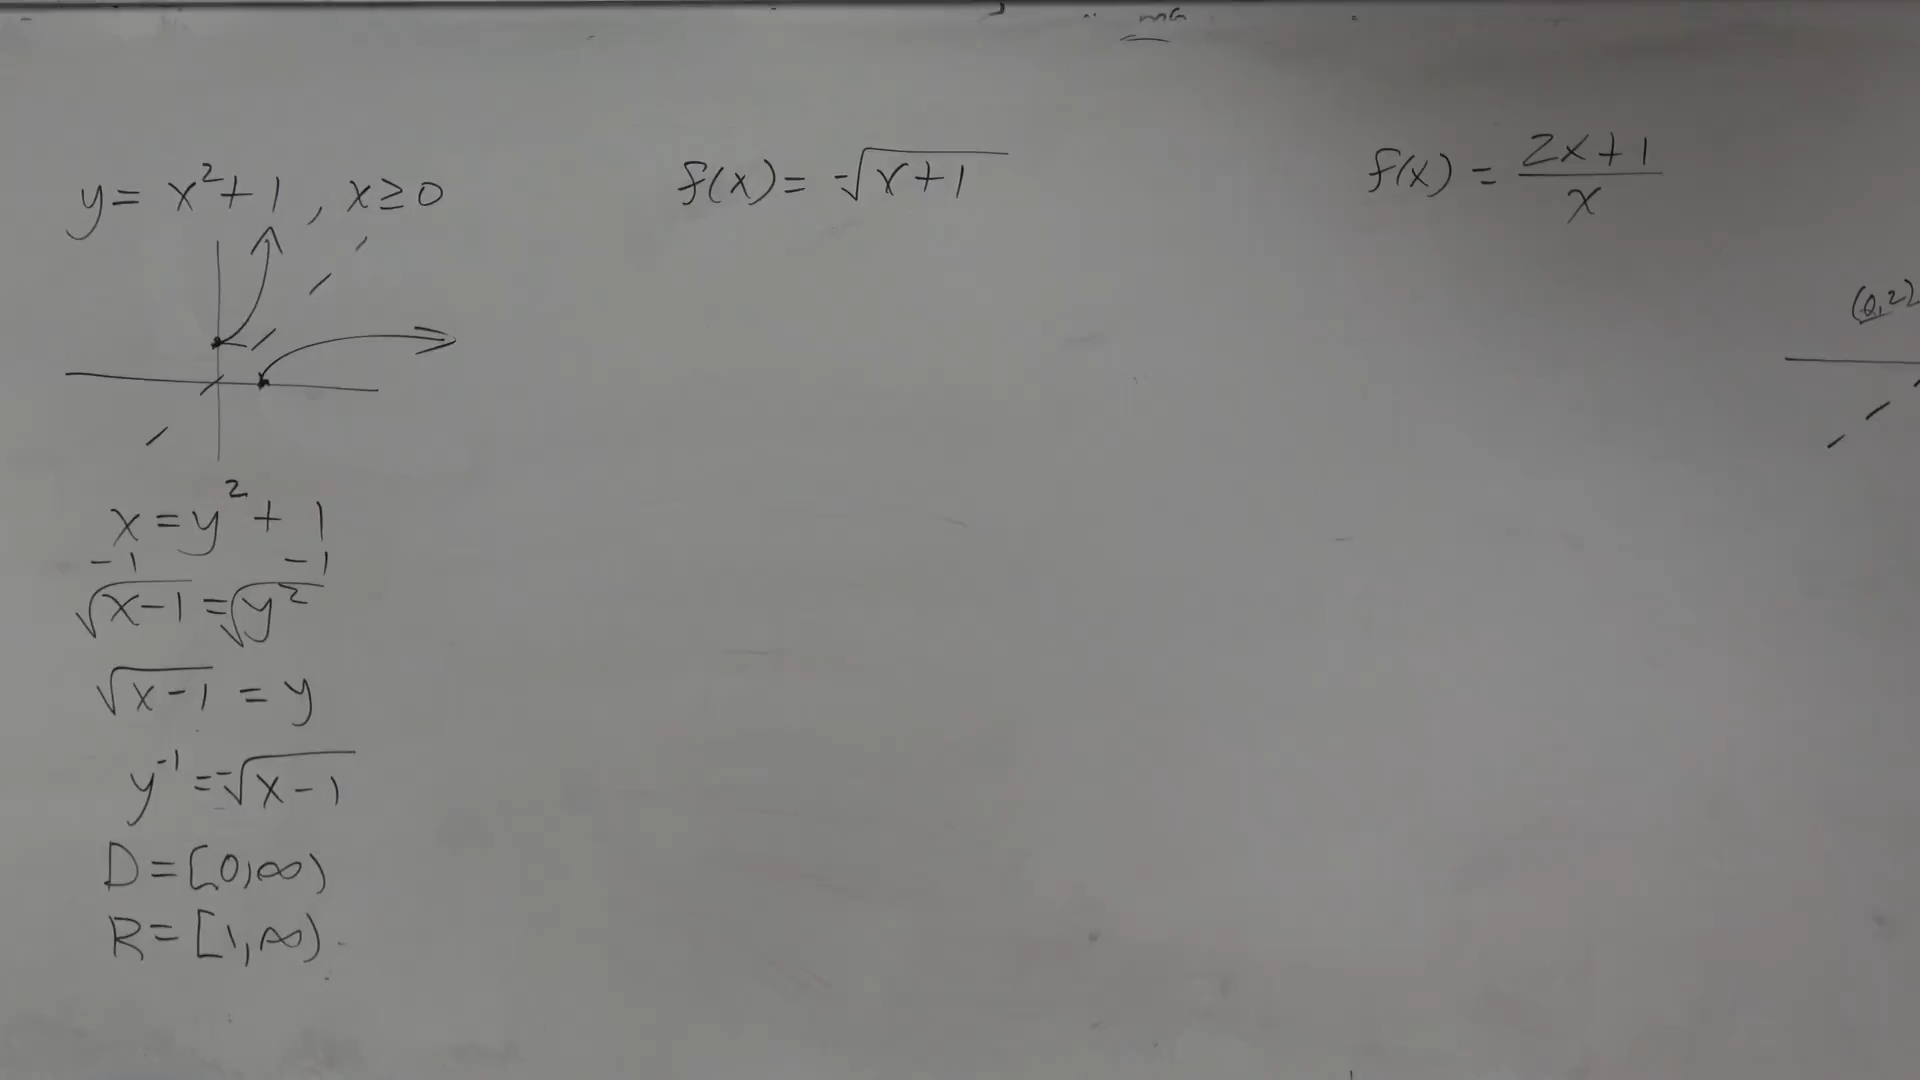 y = x² + 1 , x ≥ 0
x = y² + 1
-1 -1
√(x-1) = √(y²)
√(x-1) = y
y⁻¹ = √(x-1)
D = [0, ∞)
R = [1, ∞)
f(x) = √(x+1)
f(x) = (2x+1)/x
(0,2)